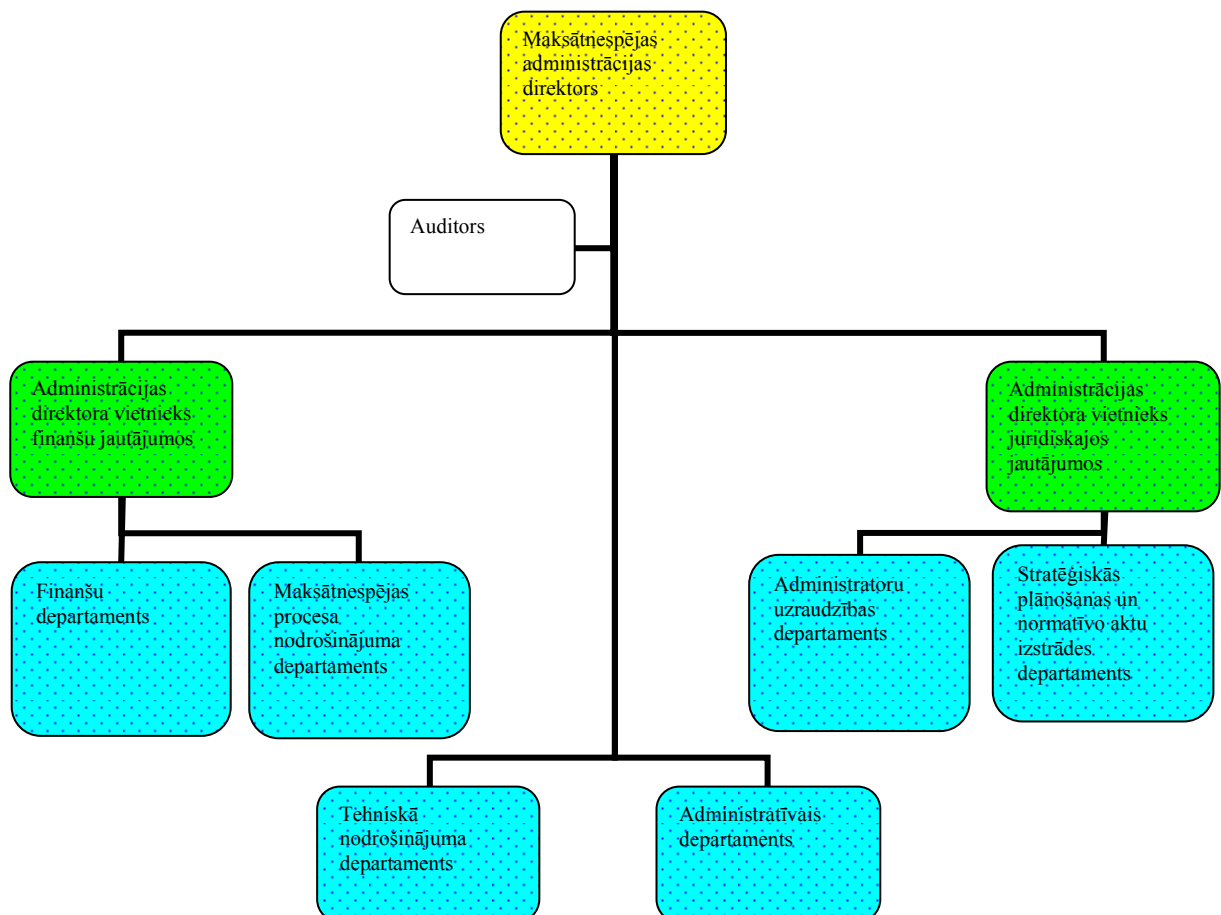 Maksātnespējas
administrācijas
direktors
Auditors
Administrācijas
direktora vietnieks
finanšu jautājumos
Administrācijas
direktora vietnieks
juridiskajos
jautājumos
Finanšu
departaments
Maksātnespējas
procesa
nodrošinājuma
departaments
Administratoru
uzraudzības
departaments
Stratēģiskās
plānošanas un
normatīvo aktu
izstrādes
departaments
Tehniskā
nodrošinājuma
departaments
Administratīvais
departaments